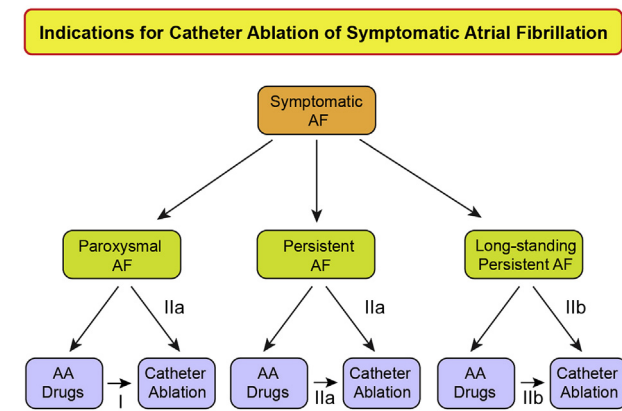 Indications for Catheter Ablation of Symptomatic Atrial Fibrillation
Symptomatic
AF
Paroxysmal
AF
Persistent
AF
Long-standing
Persistent AF
IIa
IIa
IIb
AA
Drugs
I
Catheter
Ablation
AA
Drugs
IIa
Catheter
Ablation
AA
Drugs
IIb
Catheter
Ablation